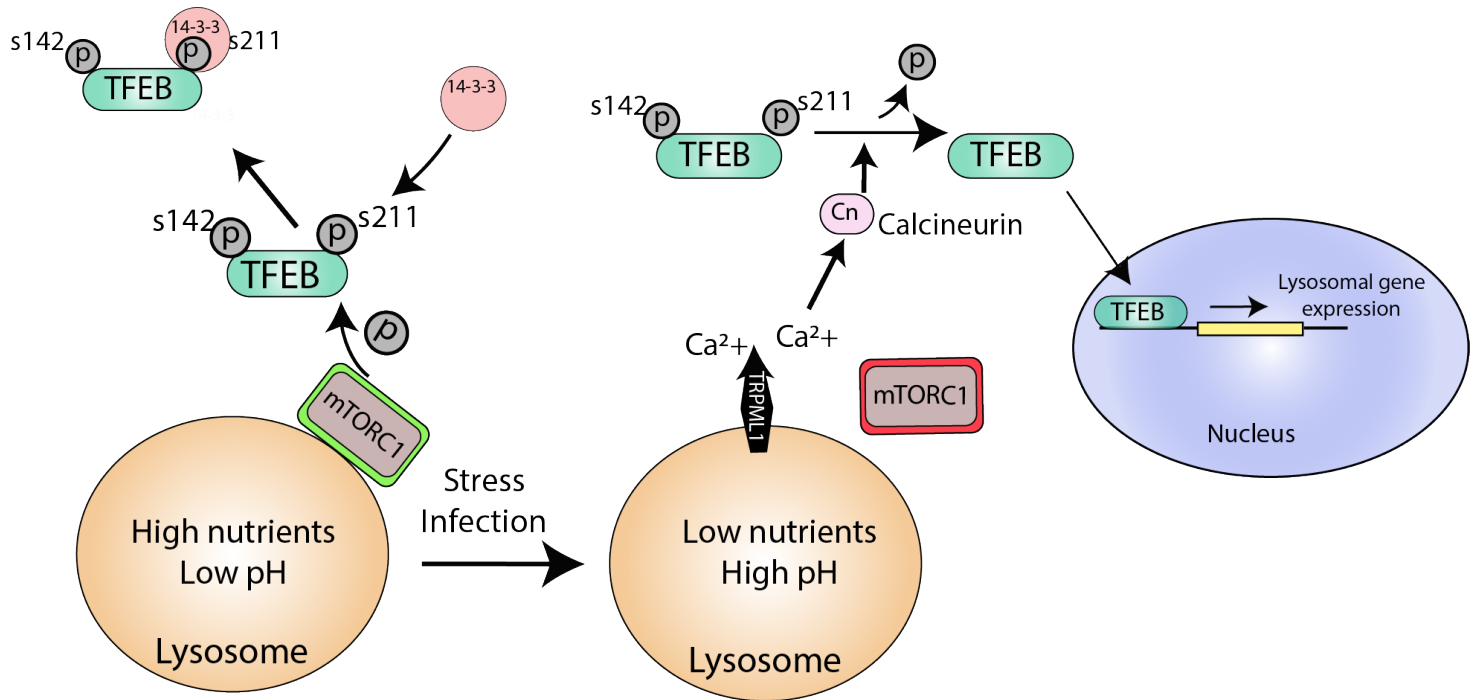 s142
p
14-3-3
p
s211
TFEB
14-3-3
s142
p
p
s211
TFEB
p
mTORC1
High nutrients
Low pH
Lysosome
Stress
Infection
s142
p
p
s211
TFEB
p
TFEB
Cn
Calcineurin
Ca²+
Ca²+
TRPML1
mTORC1
Low nutrients
High pH
Lysosome
TFEB
Lysosomal gene
expression
Nucleus